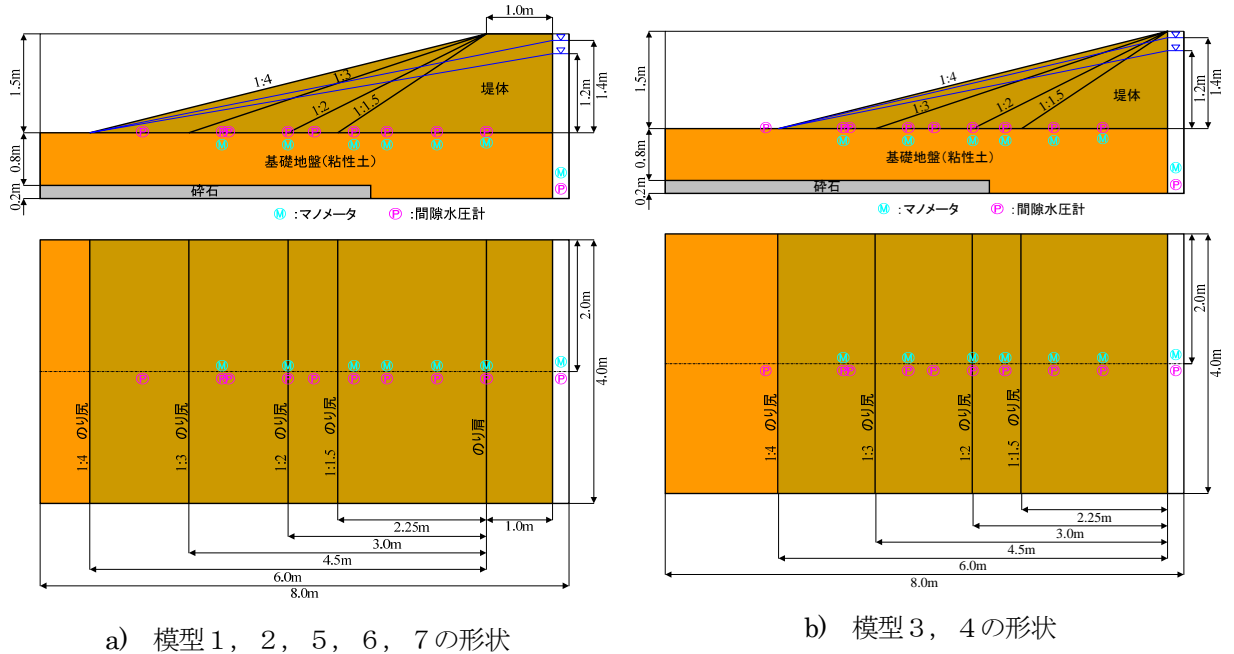 1.0m
1:4
1:3
1:2
1:1.5
堤体
1.5m
1.2m
1.4m
P P P P P P P P P
M M M M M M M
基礎地盤(粘性土)
0.8m
M
砕石
P
0.2m
M :マノメータ P :間隙水圧計
2.0m
4.0m
M M M M M M M
P P P P P P P P P P
1:4 のり尻
1:3 のり尻
1:2 のり尻
1:1.5 のり尻
のり肩
2.25m
1.0m
3.0m
4.5m
6.0m
8.0m
a) 模型1,2,5,6,7の形状
1:4
1:3
1:2
1:1.5
堤体
1.5m
1.2m
1.4m
P P P P P P P P P
M M M M M M
基礎地盤(粘性土)
0.8m
M
砕石
P
0.2m
M :マノメータ P :間隙水圧計
2.0m
4.0m
M M M M M M M
P P P P P P P P P P
1:4 のり尻
1:3 のり尻
1:2 のり尻
1:1.5 のり尻
2.25m
3.0m
4.5m
6.0m
8.0m
b) 模型3,4の形状